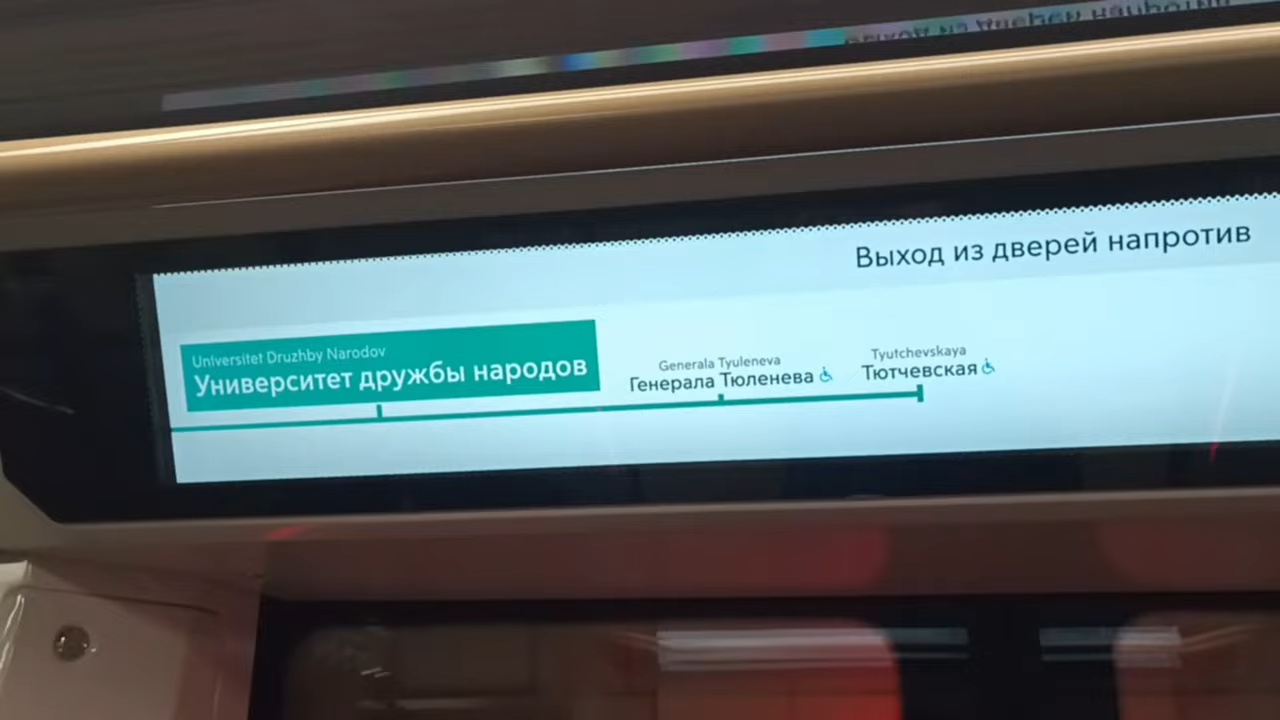 Выход из дверей напротив
Universitet Druzhby Narodov
Университет дружбы народов
Generala Tyuleneva
Генерала Тюленева
Tyutchevskaya
Тютчевская